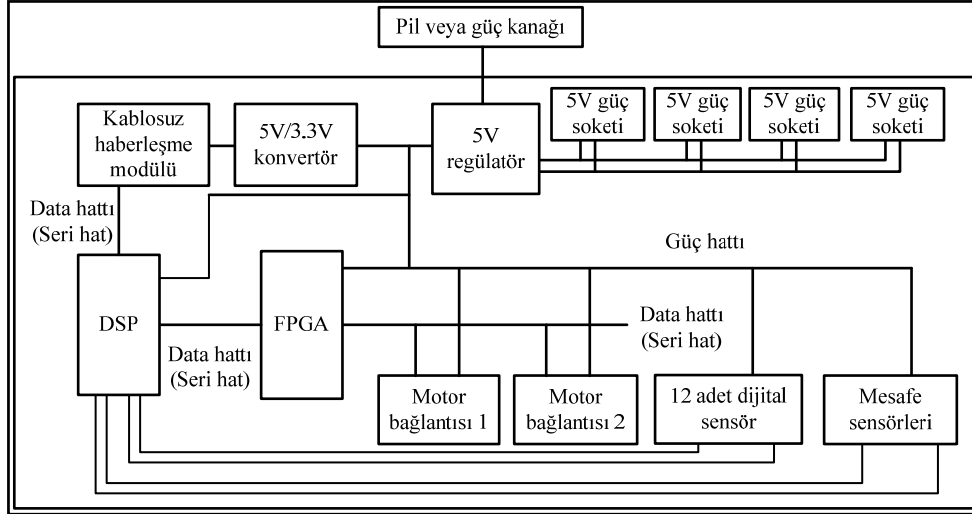 Pil veya güç kanağı
Kablosuz
haberleşme
modülü
5V/3.3V
konvertör
5V
regülatör
5V güç
soketi
5V güç
soketi
5V güç
soketi
5V güç
soketi
Data hattı
(Seri hat)
Güç hattı
DSP
FPGA
Data hattı
(Seri hat)
Data hattı
(Seri hat)
Motor
bağlantısı 1
Motor
bağlantısı 2
12 adet dijital
sensör
Mesafe
sensörleri